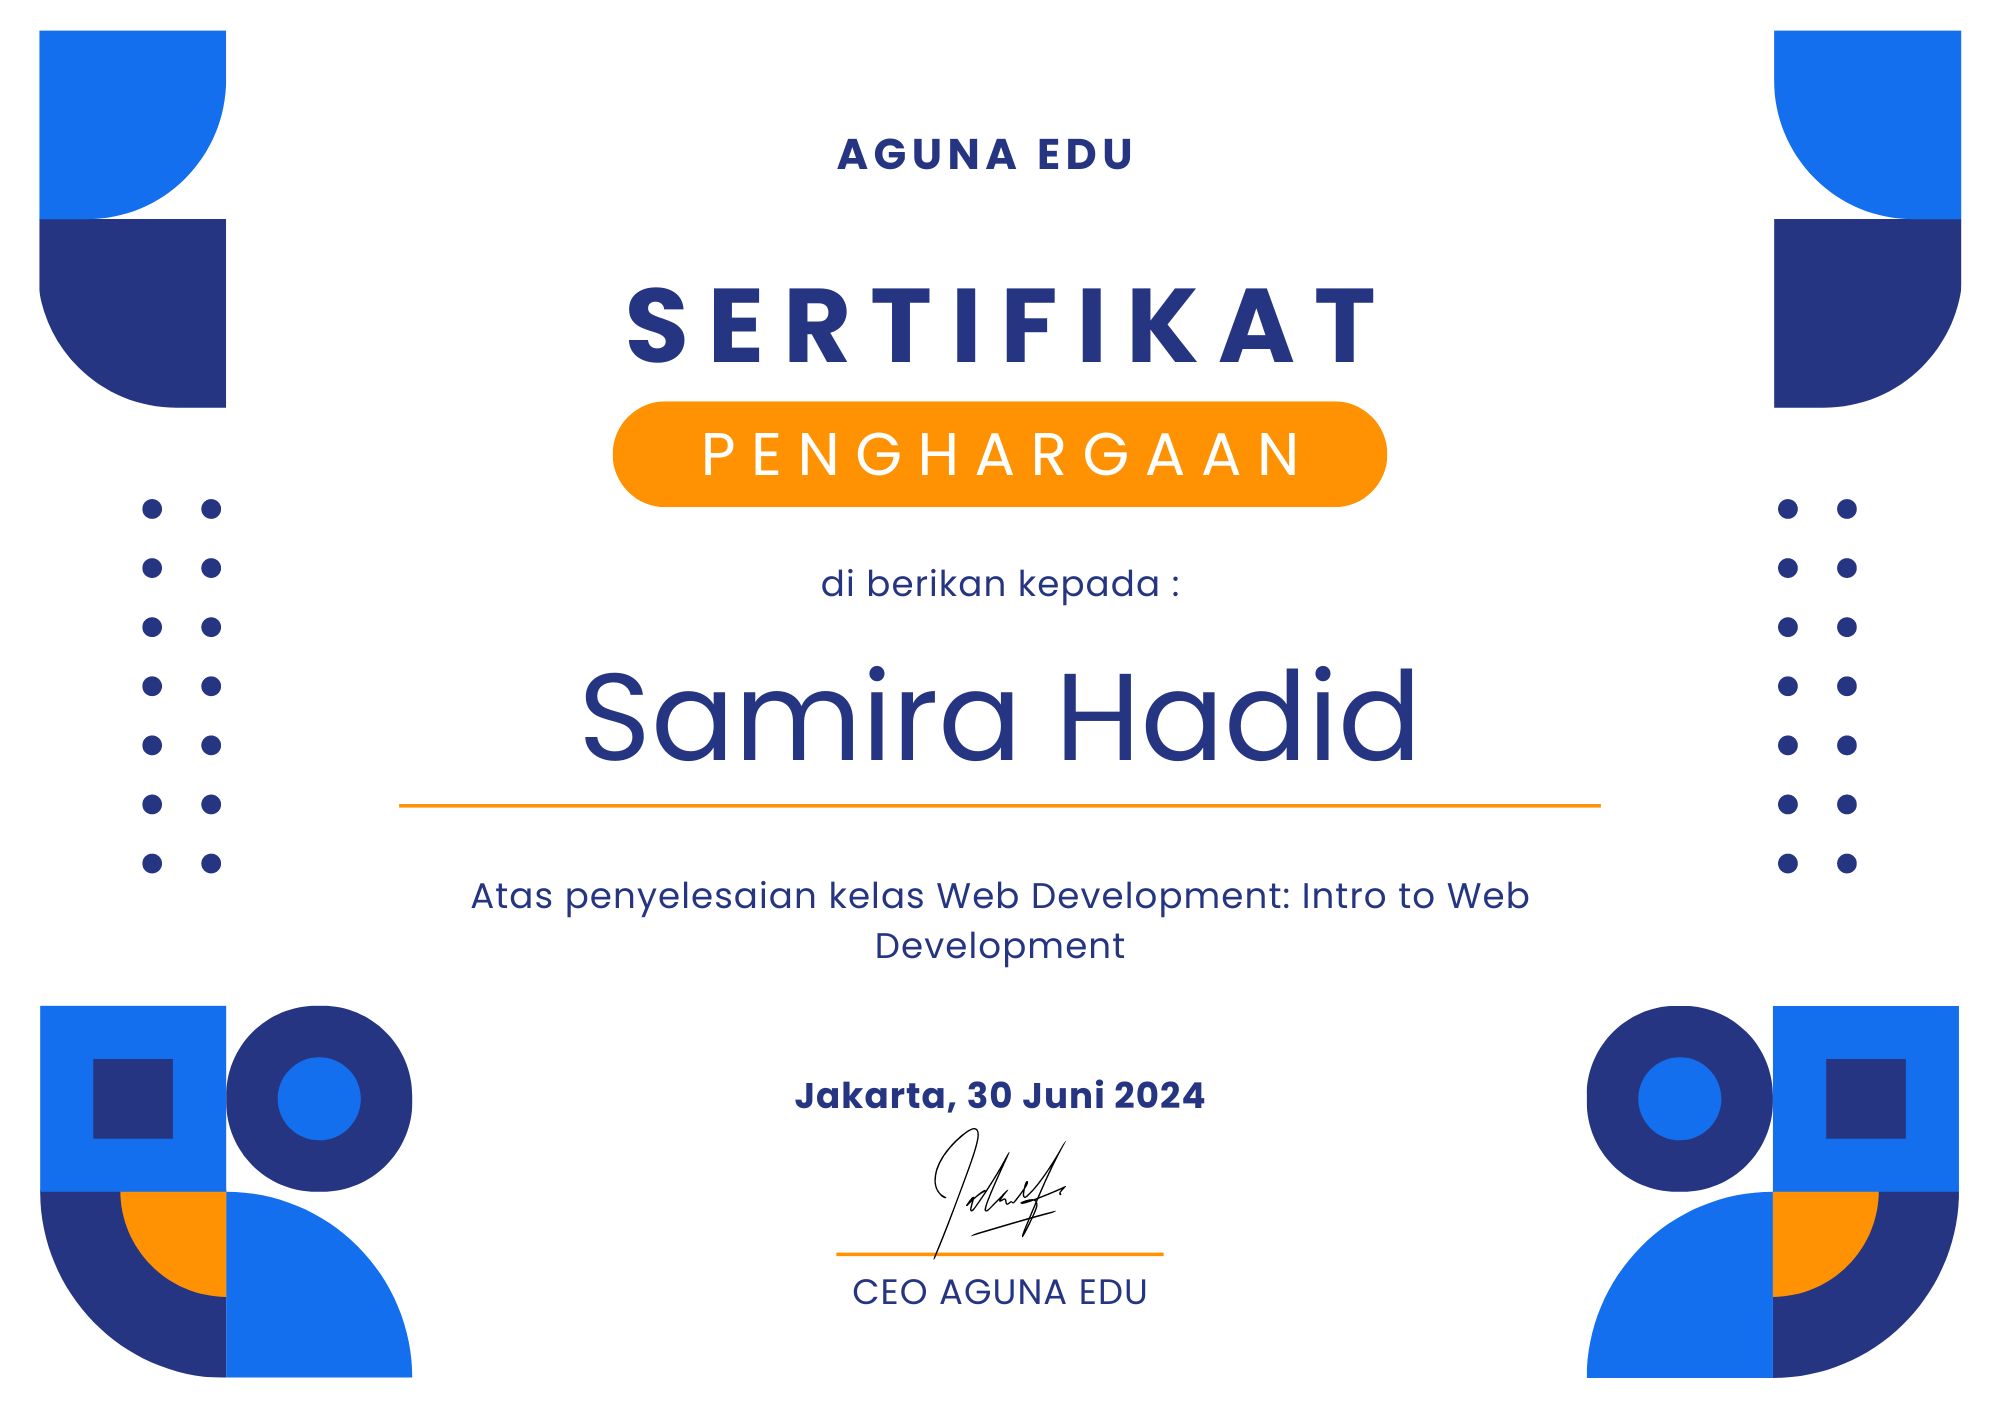 AGUNA EDU
SERTIFIKAT
PENGHARGAAN
di berikan kepada :
Samira Hadid
Atas penyelesaian kelas Web Development: Intro to Web
Development
Jakarta, 30 Juni 2024
CEO AGUNA EDU